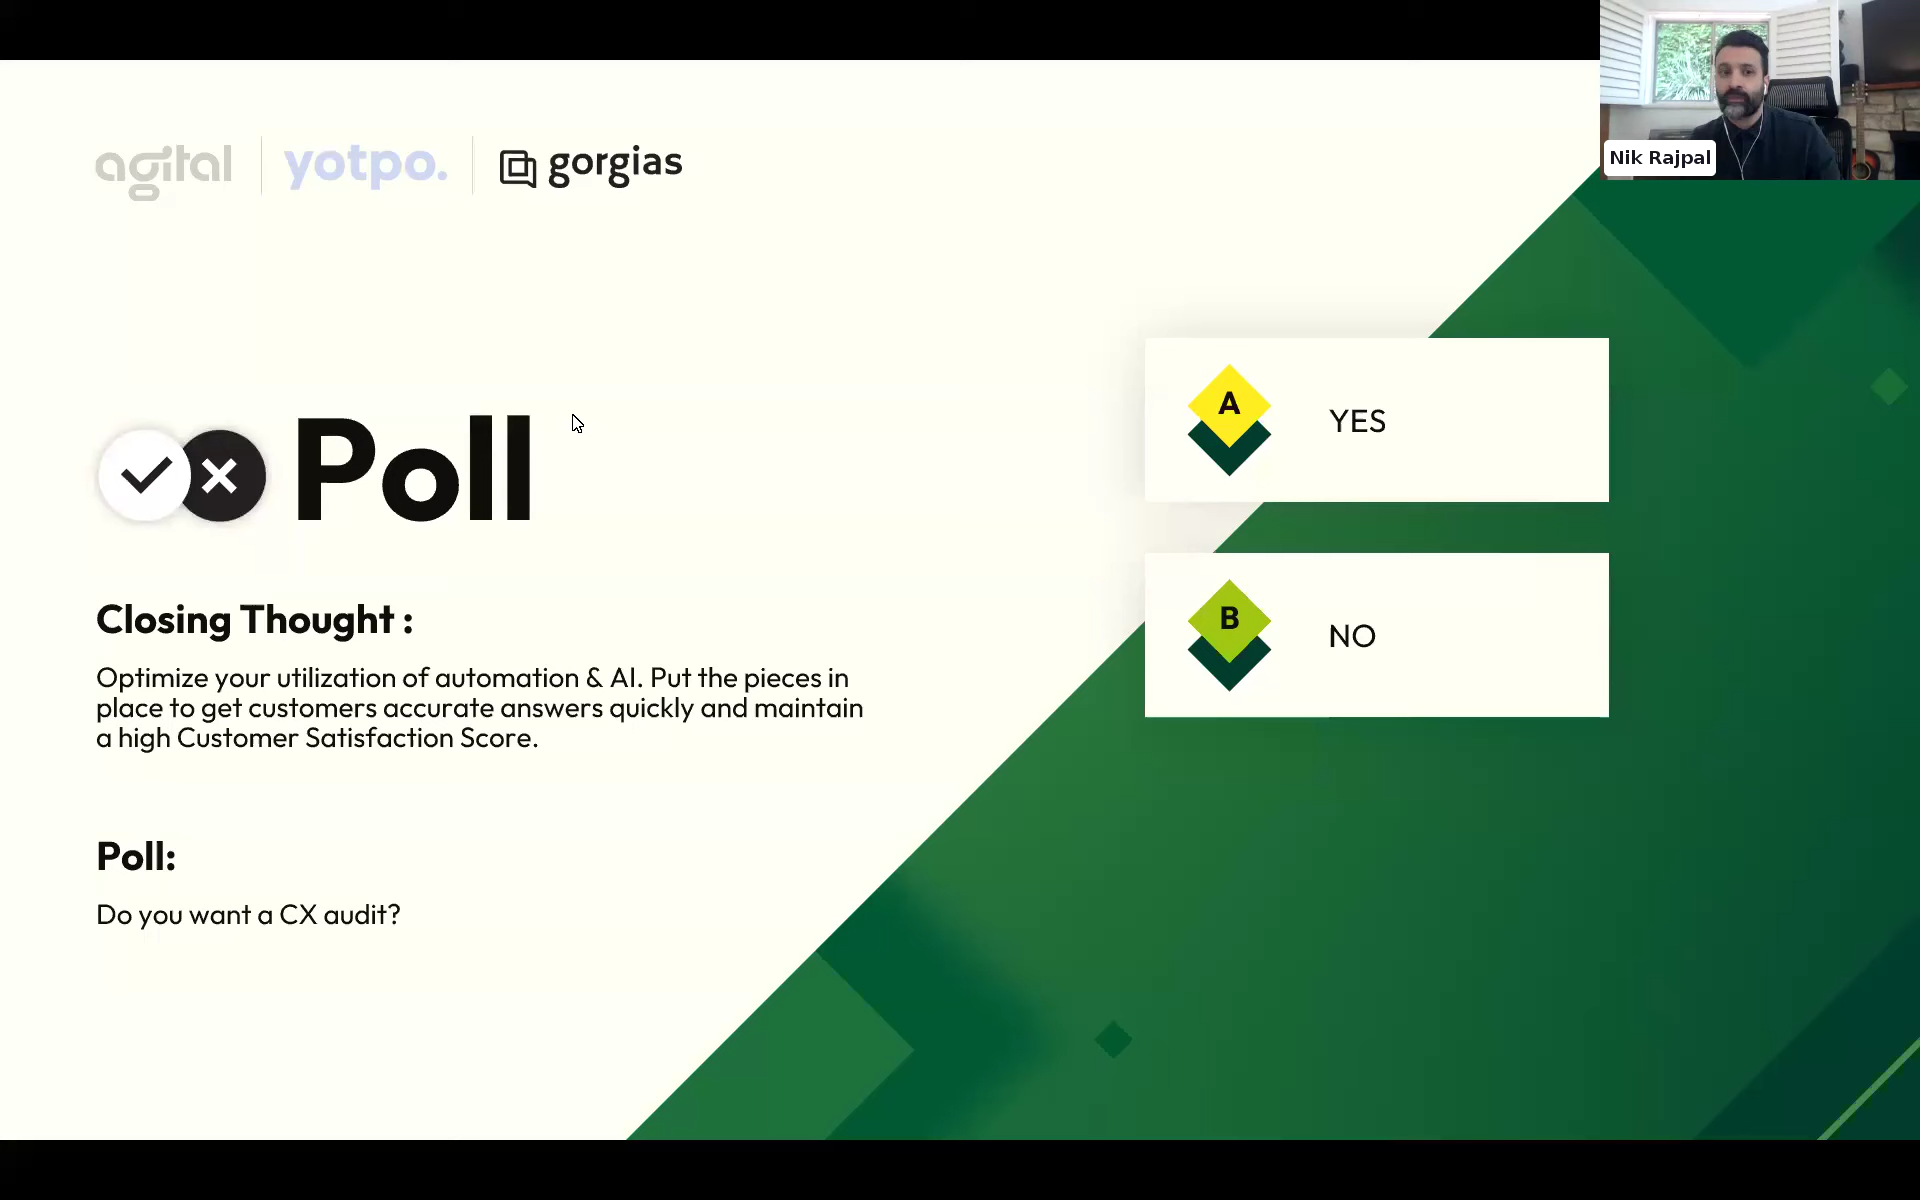 agital
yotpo.
gorgias
Nik Rajpal
Poll
Closing Thought :
Optimize your utilization of automation & AI. Put the pieces in
place to get customers accurate answers quickly and maintain
a high Customer Satisfaction Score.
Poll:
Do you want a CX audit?
A
YES
B
NO